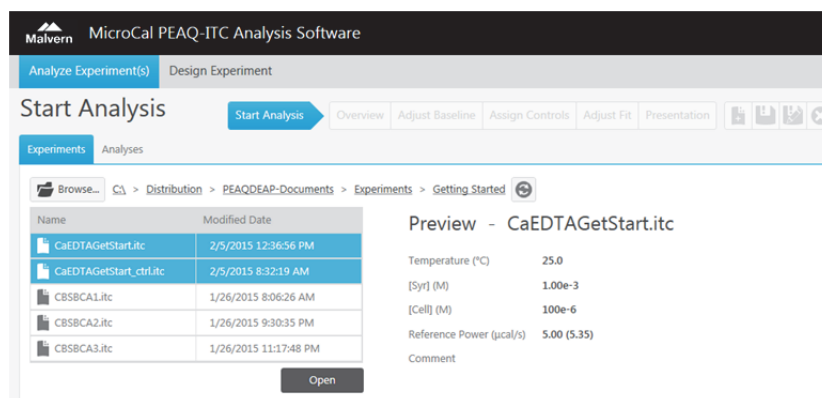 Malvern MicroCal PEAQ-ITC Analysis Software
Analyze Experiment(s) Design Experiment
Start Analysis
Start Analysis Overview Adjust Baseline Assign Controls Adjust Fit Presentation
Experiments Analyses
Browse... C:\ > Distribution > PEAQDEAP-Documents > Experiments > Getting Started
Name Modified Date
CaEDTAGetStart.itc 2/5/2015 12:36:56 PM
CaEDTAGetStart_ctrl.itc 2/5/2015 8:32:19 AM
CBSBCA1.itc 1/26/2015 8:06:26 AM
CBSBCA2.itc 1/26/2015 9:30:35 PM
CBSBCA3.itc 1/26/2015 11:17:48 PM
Open
Preview - CaEDTAGetStart.itc
Temperature (°C) 25.0
[Syr] (M) 1.00e-3
[Cell] (M) 100e-6
Reference Power (µcal/s) 5.00 (5.35)
Comment